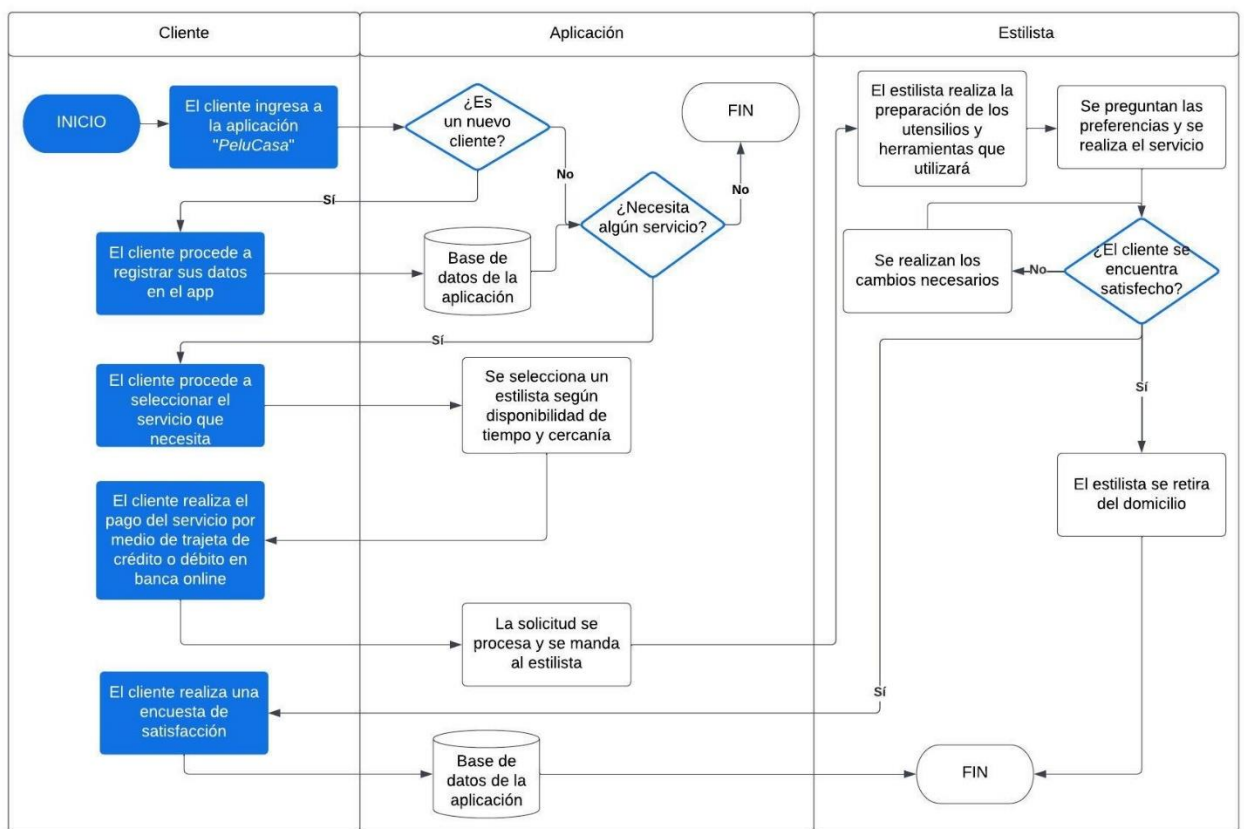 Cliente
Aplicación
Estilista
INICIO
El cliente ingresa a
la aplicación
"PeluCasa"
¿Es
un nuevo
cliente?
No
Sí
FIN
No
¿Necesita
algún servicio?
El cliente procede a
registrar sus datos
en el app
Base de
datos de la
aplicación
Sí
El cliente procede a
seleccionar el
servicio que
necesita
Se selecciona un
estilista según
disponibilidad de
tiempo y cercanía
El cliente realiza el
pago del servicio por
medio de trajeta de
crédito o débito en
banca online
La solicitud se
procesa y se manda
al estilista
El estilista realiza la
preparación de los
utensilios y
herramientas que
utilizará
Se preguntan las
preferencias y se
realiza el servicio
¿El cliente se
encuentra
satisfecho?
No
Se realizan los
cambios necesarios
Sí
El estilista se retira
del domicilio
Sí
El cliente realiza una
encuesta de
satisfacción
Base de
datos de la
aplicación
FIN